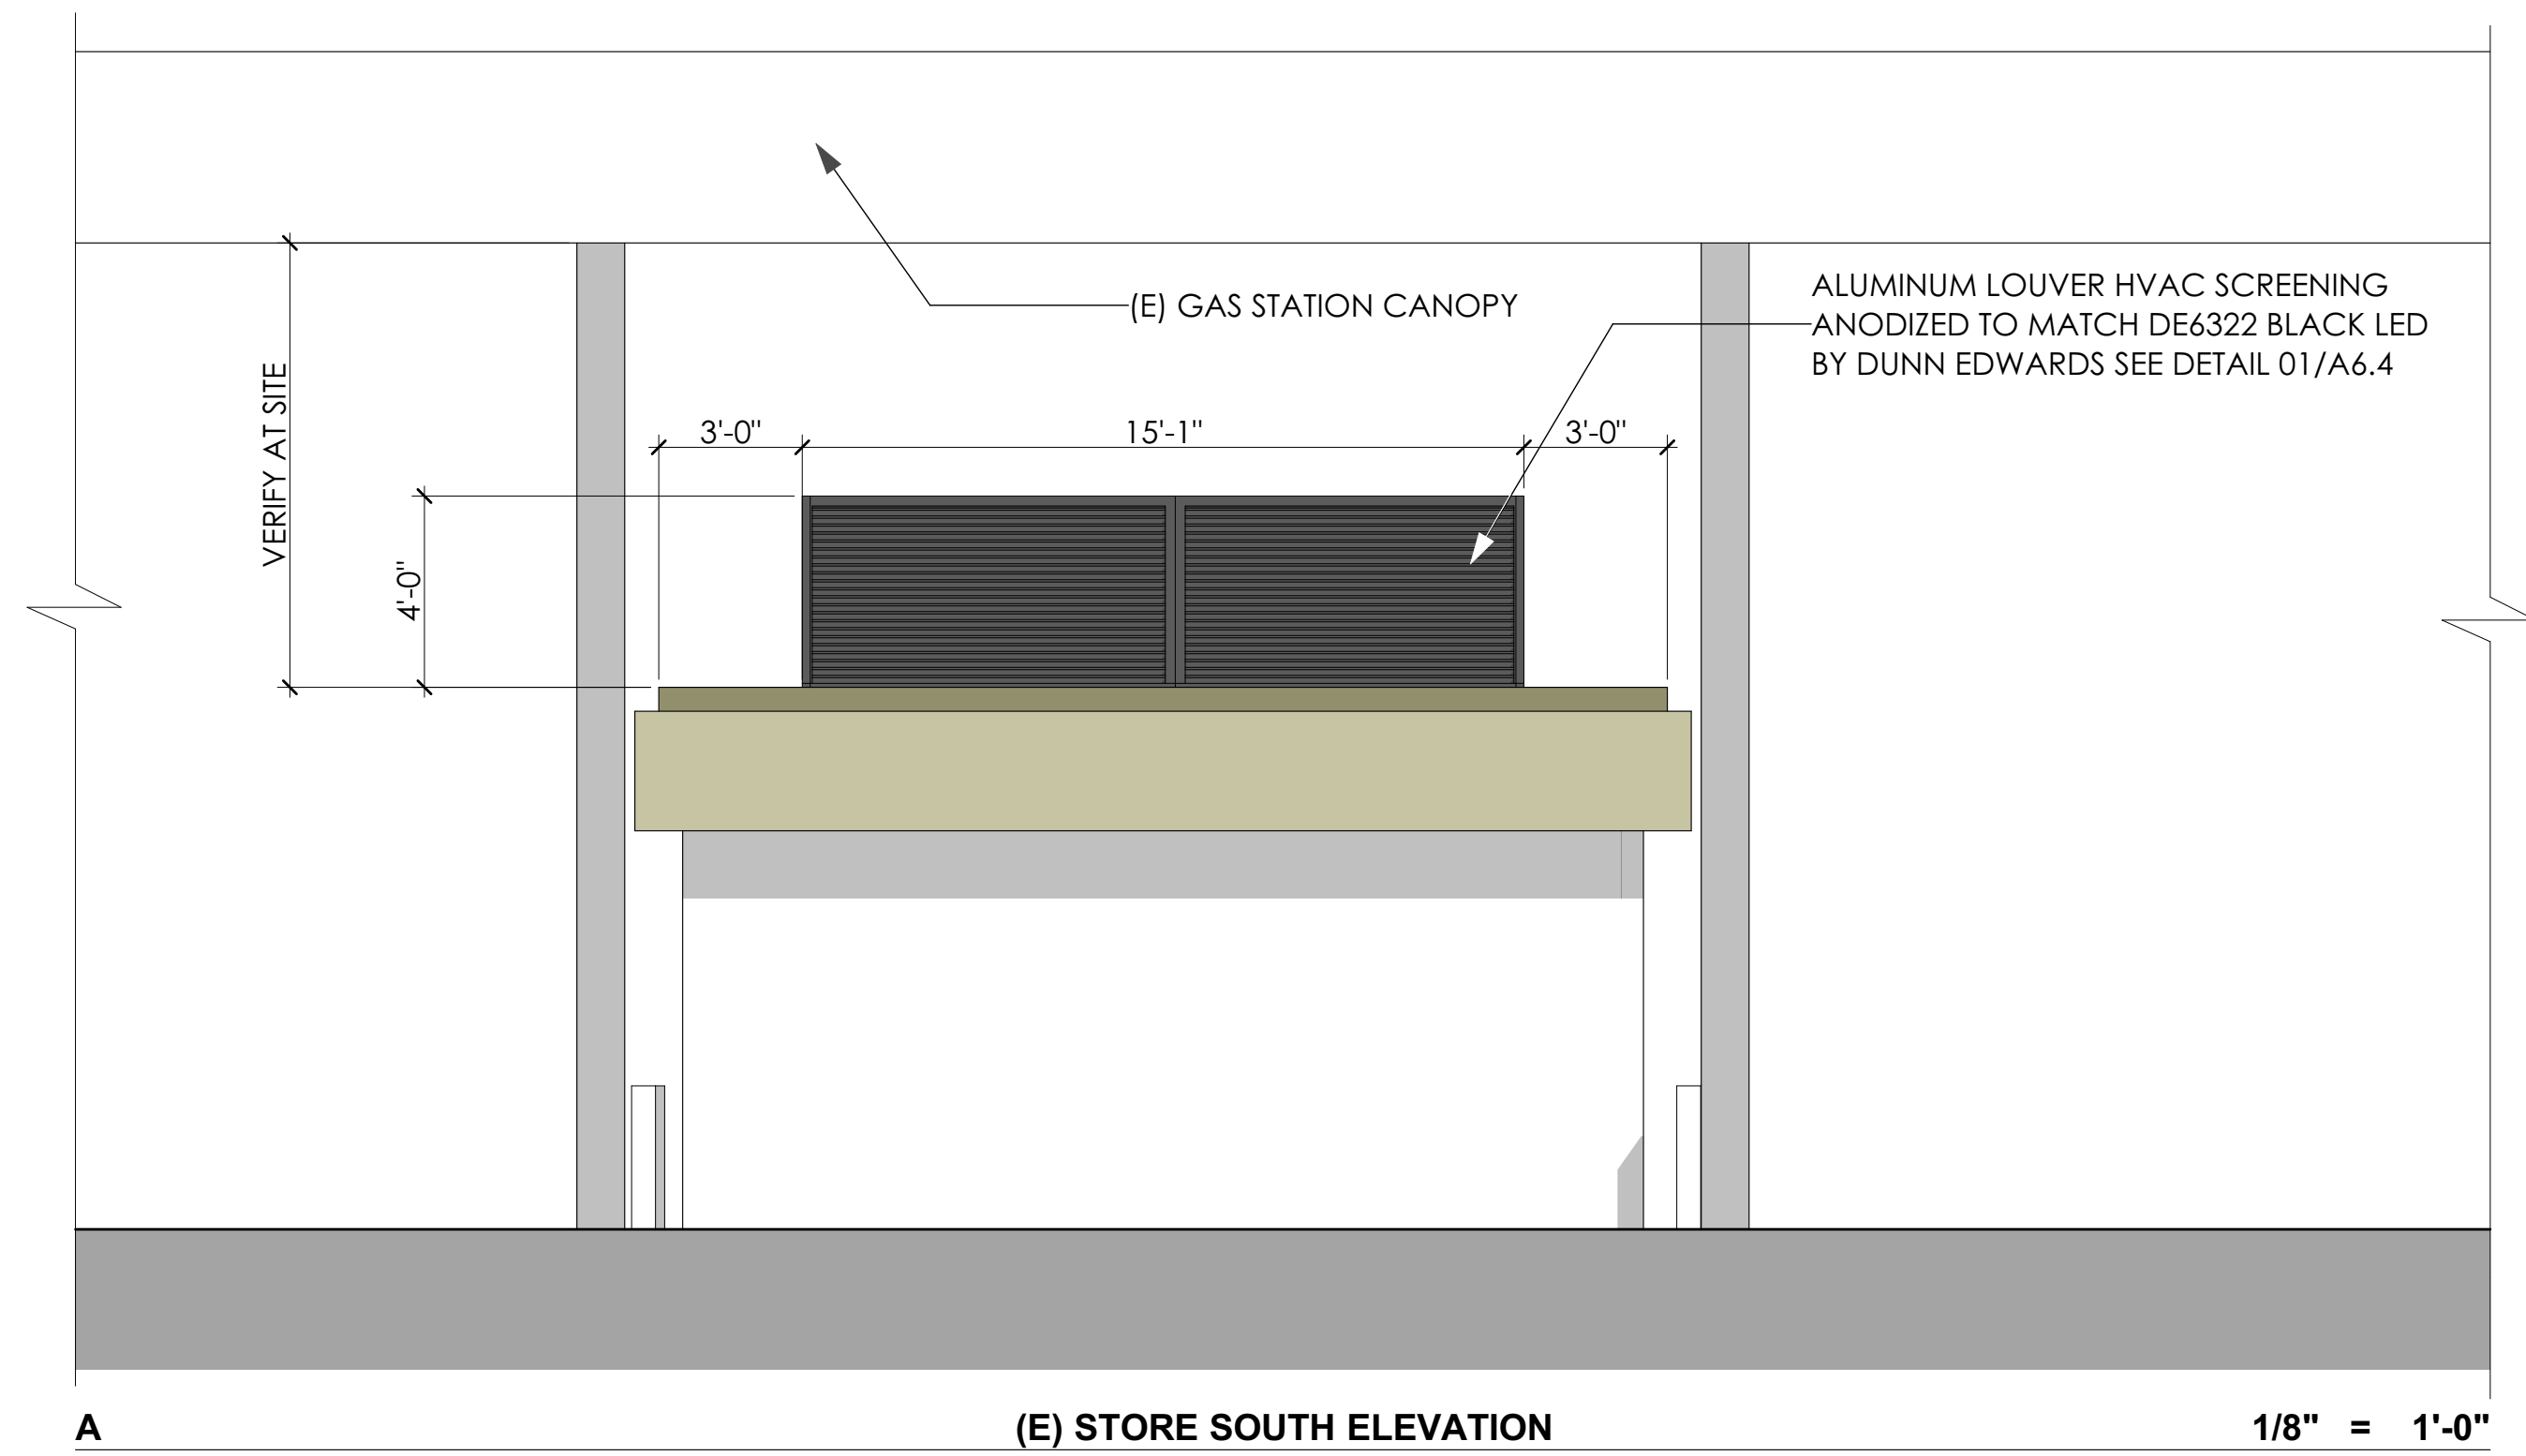 (E) GAS STATION CANOPY
ALUMINUM LOUVER HVAC SCREENING
ANODIZED TO MATCH DE6322 BLACK LED
BY DUNN EDWARDS SEE DETAIL 01/A6.4
VERIFY AT SITE
3'-0"
15'-1"
3'-0"
4'-0"
A
(E) STORE SOUTH ELEVATION
1/8" = 1'-0"